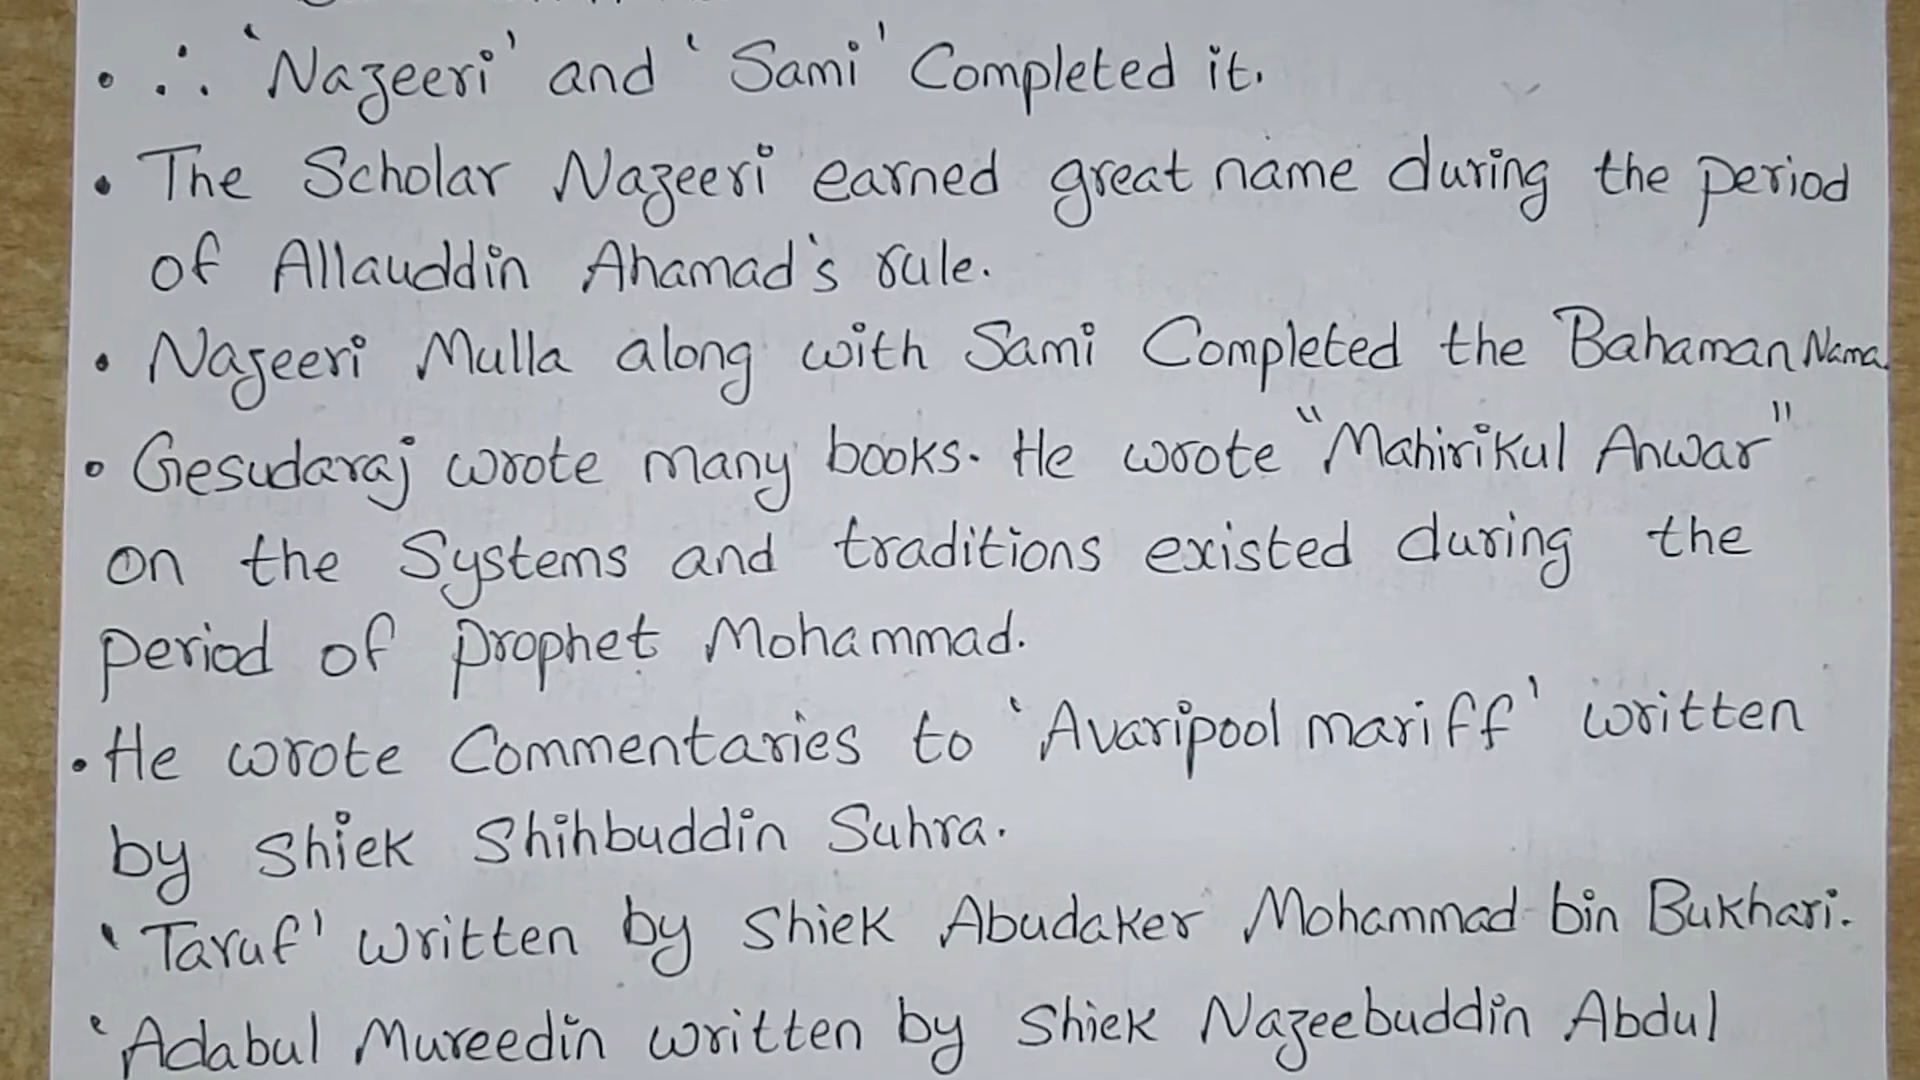 • ∴ 'Nazeeri' and 'Sami' Completed it.
• The Scholar Nazeeri earned great name during the period
of Allauddin Ahamad's rule.
• Nazeeri Mulla along with Sami Completed the Bahaman Nama.
• Gesudaraj wrote many books. He wrote "Mahirikul Anwar"
on the Systems and traditions existed during the
period of prophet Mohammad.
• He wrote Commentaries to 'Avaripool mariff' written
by Shiek Shihbuddin Suhra.
'Taruf' written by Shiek Abudaker Mohammad bin Bukhari.
'Adabul Mureedin written by Shiek Nazeebuddin Abdul